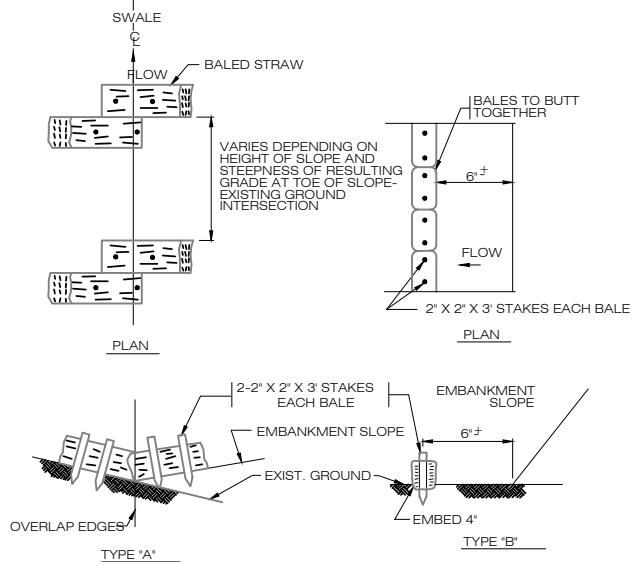 SWALE
℄
FLOW
BALED STRAW
VARIES DEPENDING ON
HEIGHT OF SLOPE AND
STEEPNESS OF RESULTING
GRADE AT TOE OF SLOPE-
EXISTING GROUND
INTERSECTION
PLAN
BALES TO BUTT
TOGETHER
6"±
FLOW
2" X 2" X 3' STAKES EACH BALE
PLAN
2-2" X 2" X 3' STAKES
EACH BALE
EMBANKMENT SLOPE
EXIST. GROUND
OVERLAP EDGES
TYPE "A"
EMBANKMENT
SLOPE
6"±
EMBED 4"
TYPE "B"